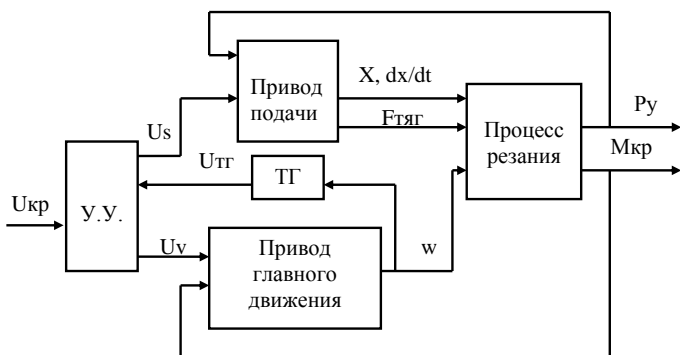 Привод
подачи
X, dx/dt
Fтяг
Процесс
резания
Py
Мкр
Us
Uтг
ТГ
Uкр
У.У.
Uv
Привод
главного
движения
w